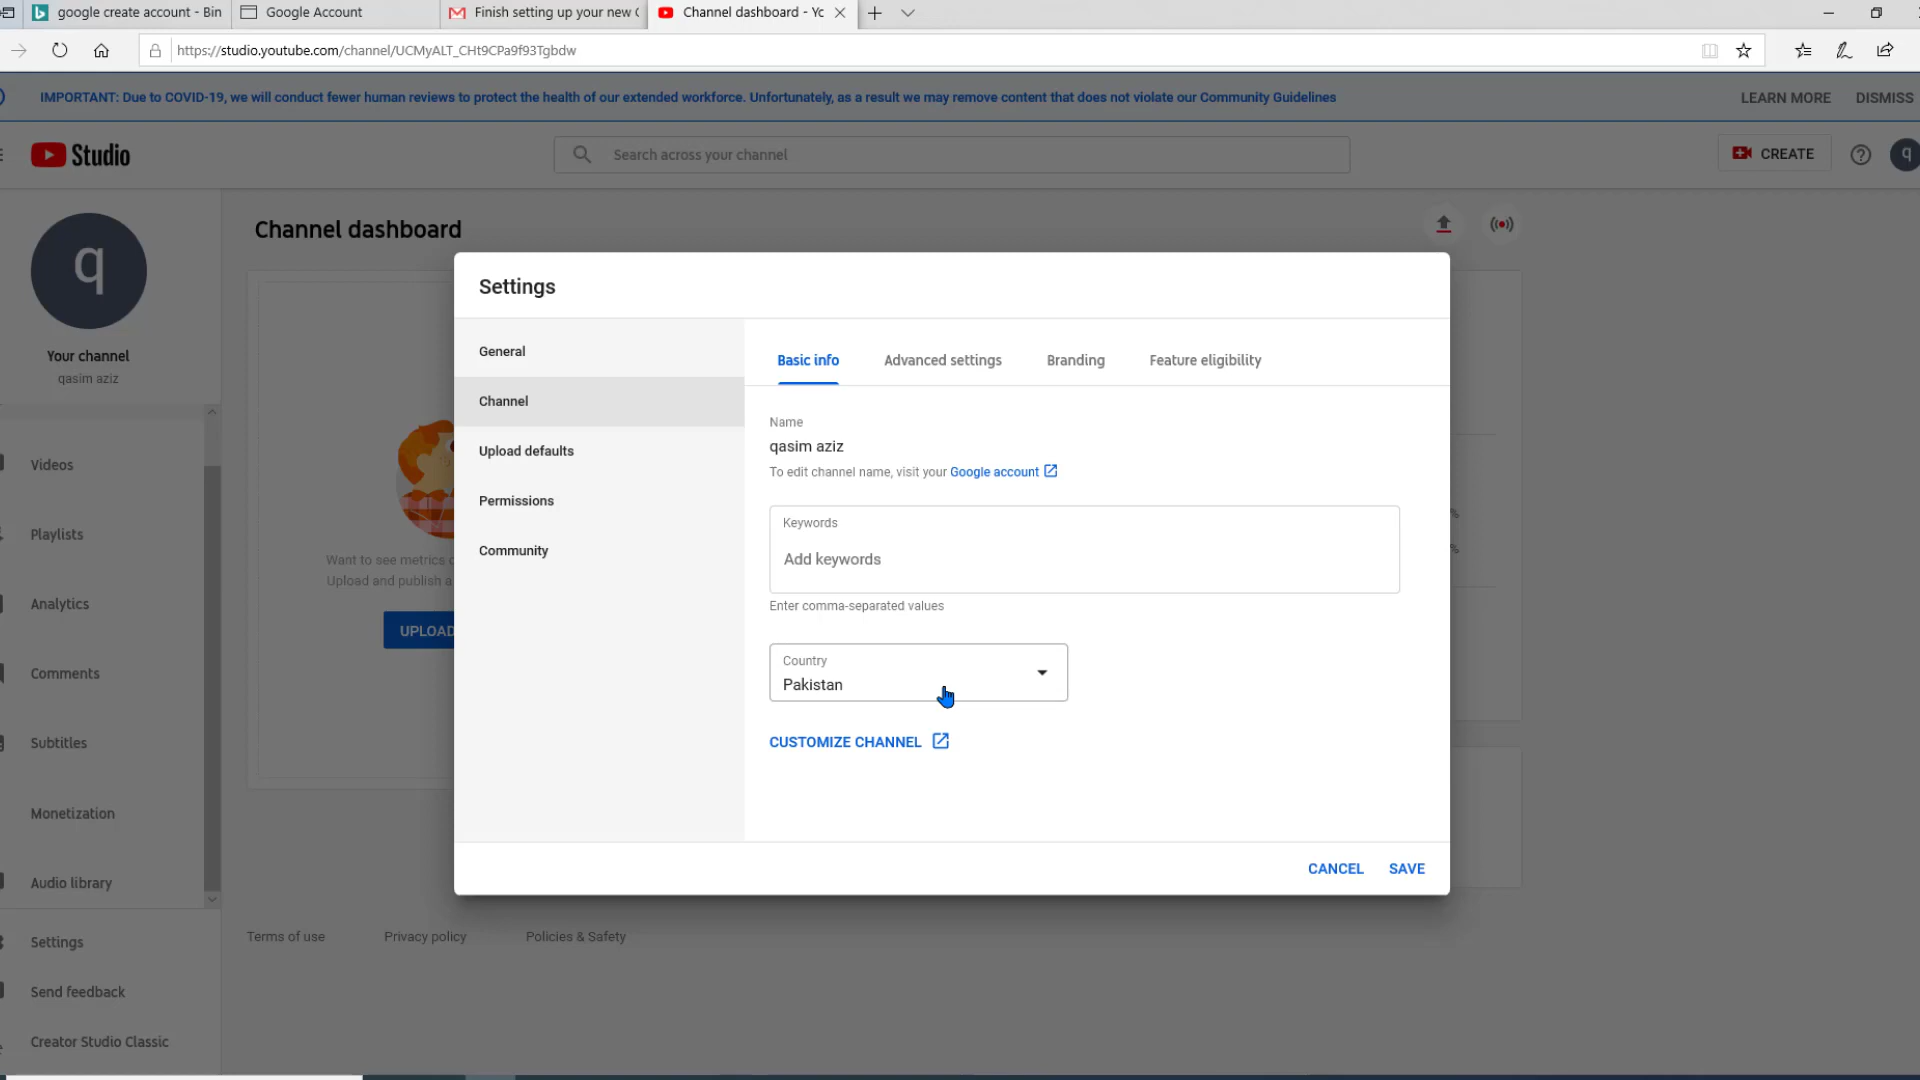 google create account - Bin
Google Account
Finish setting up your new
Channel dashboard - Yo
https://studio.youtube.com/channel/UCMyALT_CHt9CPa9f93Tgbdw
IMPORTANT: Due to COVID-19, we will conduct fewer human reviews to protect the health of our extended workforce. Unfortunately, as a result we may remove content that does not violate our Community Guidelines
LEARN MORE
DISMISS
Studio
Search across your channel
CREATE
q
Channel dashboard
q
Your channel
qasim aziz
Videos
Playlists
Analytics
Comments
Subtitles
Monetization
Audio library
Settings
Send feedback
Creator Studio Classic
Want to see metrics
Upload and publish a
UPLOAD
Settings
General
Channel
Upload defaults
Permissions
Community
Basic info
Advanced settings
Branding
Feature eligibility
Name
qasim aziz
To edit channel name, visit your Google account
Keywords
Add keywords
Enter comma-separated values
Country
Pakistan
CUSTOMIZE CHANNEL
CANCEL
SAVE
%
%
Terms of use
Privacy policy
Policies & Safety